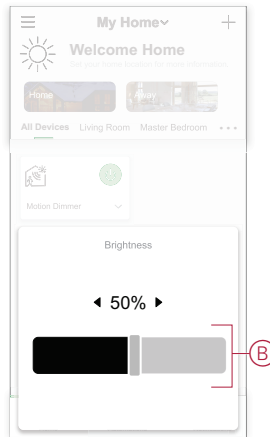 My Home
Welcome Home
Set your home location for more information
Home
Away
All Devices Living Room Master Bedroom
Motion Dimmer
Brightness
50%
B